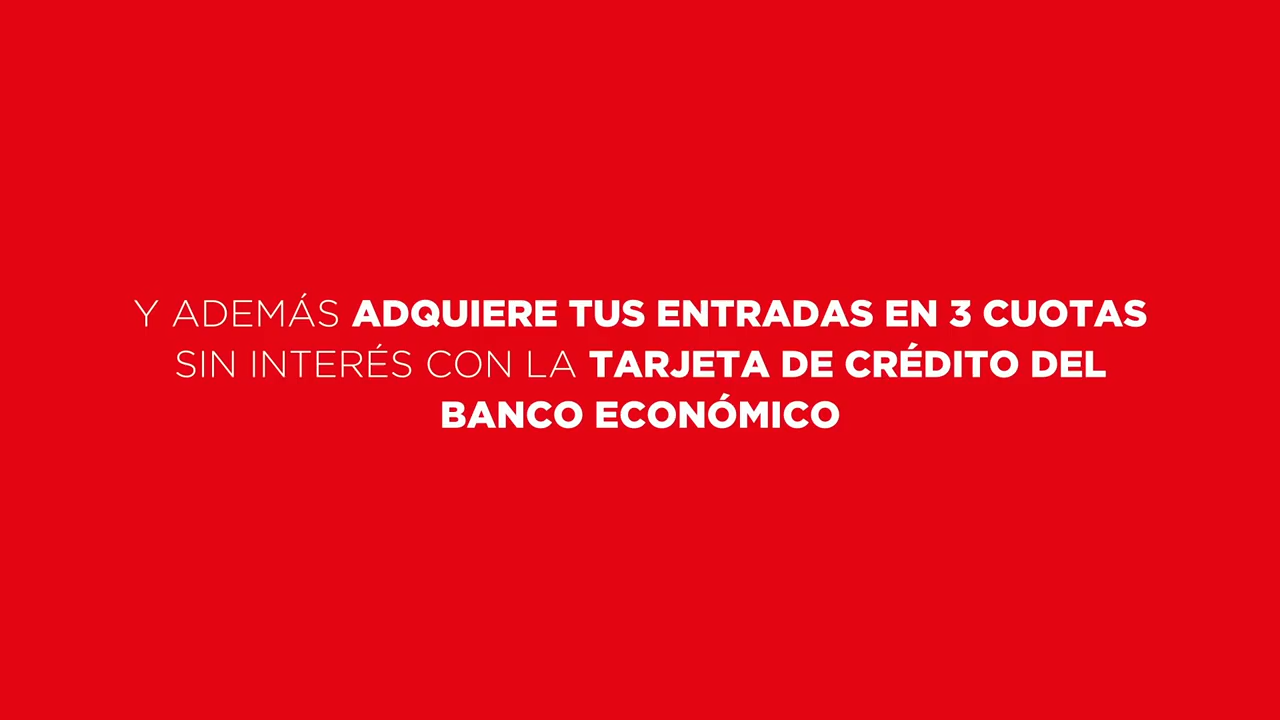 Y ADEMÁS ADQUIERE TUS ENTRADAS EN 3 CUOTAS
SIN INTERÉS CON LA TARJETA DE CRÉDITO DEL
BANCO ECONÓMICO